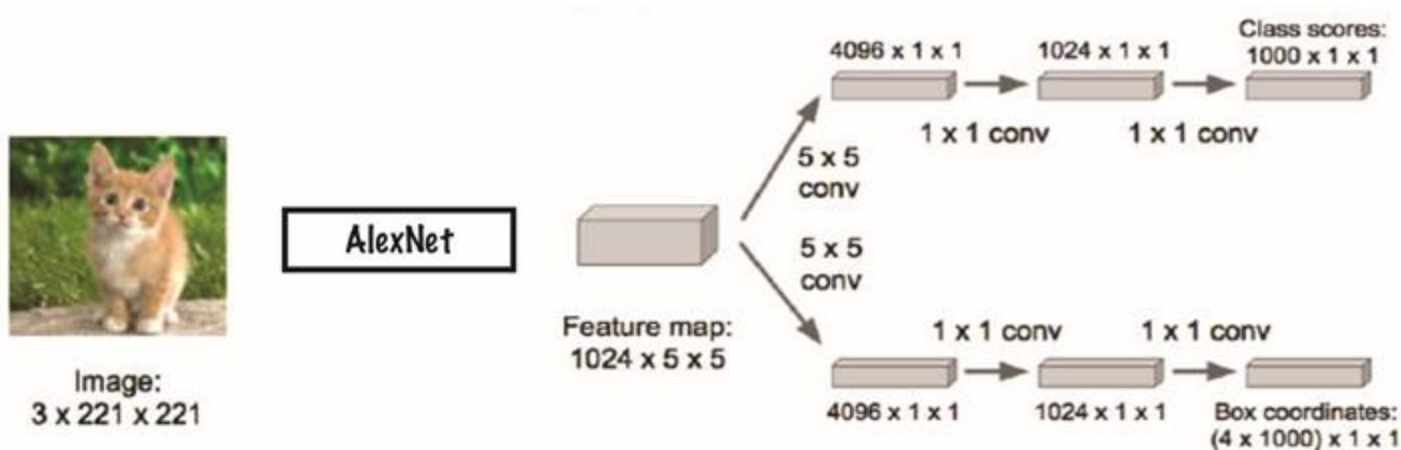 Image:
3 x 221 x 221
AlexNet
Feature map:
1024 x 5 x 5
5 x 5
conv
4096 x 1 x 1
1 x 1 conv
1024 x 1 x 1
1 x 1 conv
Class scores:
1000 x 1 x 1
5 x 5
conv
4096 x 1 x 1
1 x 1 conv
1024 x 1 x 1
1 x 1 conv
Box coordinates:
(4 x 1000) x 1 x 1